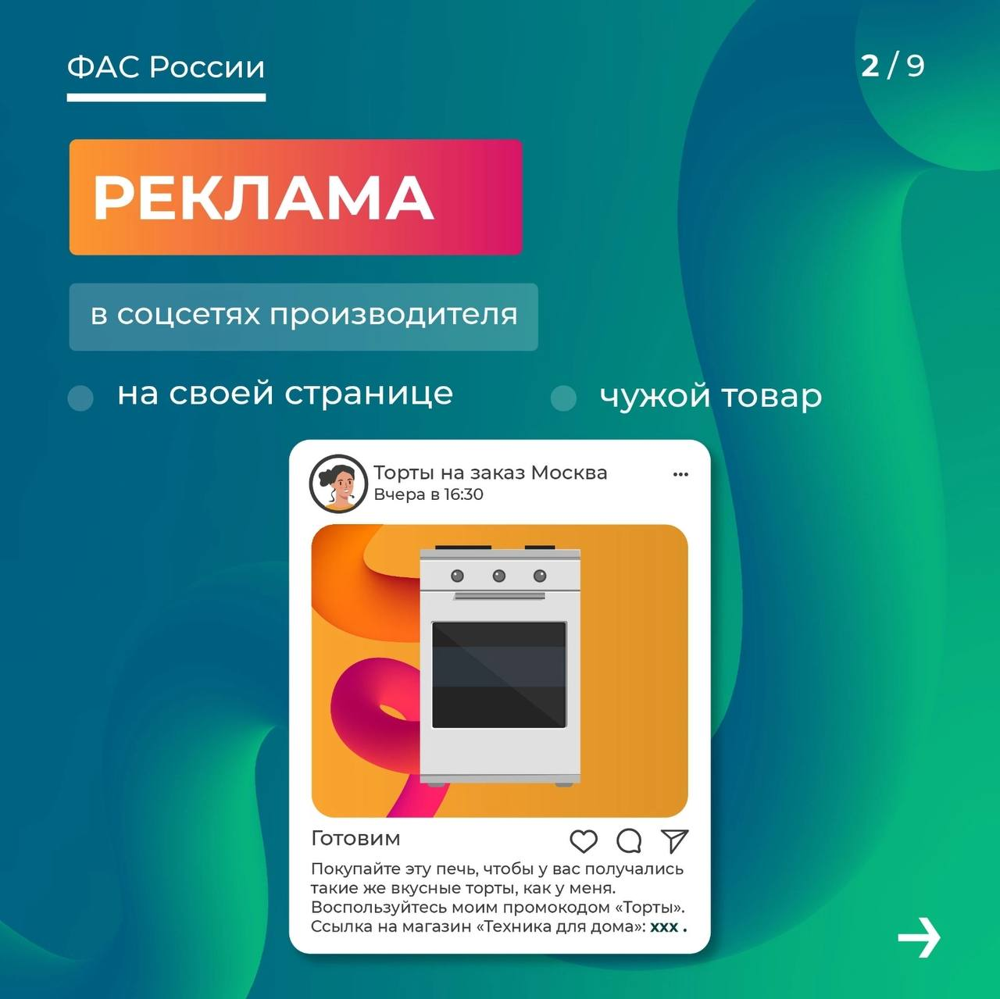 ФАС России
2 / 9
РЕКЛАМА
в соцсетях производителя
на своей странице
чужой товар
Торты на заказ Москва
Вчера в 16:30
Готовим
Покупайте эту печь, чтобы у вас получались
такие же вкусные торты, как у меня.
Воспользуйтесь моим промокодом «Торты».
Ссылка на магазин «Техника для дома»: xxx .